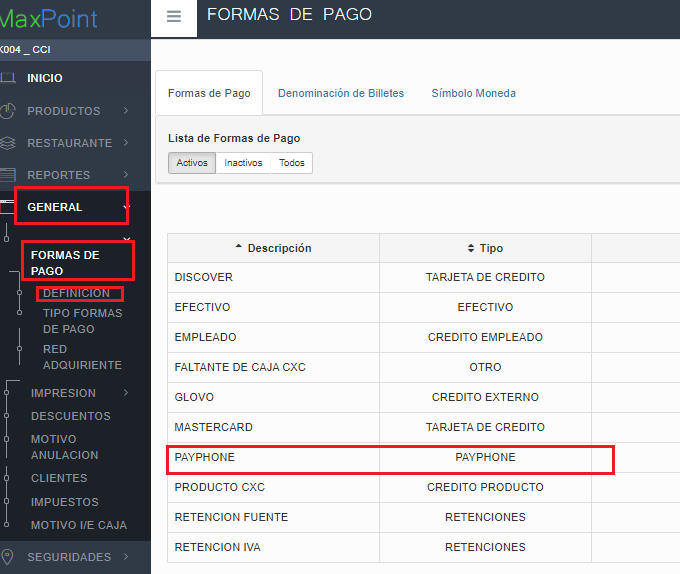 MaxPoint
K004 _ CCI
INICIO
PRODUCTOS
RESTAURANTE
REPORTES
GENERAL
FORMAS DE
PAGO
DEFINICION
TIPO FORMAS
DE PAGO
RED
ADQUIRIENTE
IMPRESION
DESCUENTOS
MOTIVO
ANULACION
CLIENTES
IMPUESTOS
MOTIVO I/E CAJA
SEGURIDADES
FORMAS DE PAGO
Formas de Pago Denominación de Billetes Símbolo Moneda
Lista de Formas de Pago
Activos Inactivos Todos
Descripción Tipo
DISCOVER TARJETA DE CREDITO
EFECTIVO EFECTIVO
EMPLEADO CREDITO EMPLEADO
FALTANTE DE CAJA CXC OTRO
GLOVO CREDITO EXTERNO
MASTERCARD TARJETA DE CREDITO
PAYPHONE PAYPHONE
PRODUCTO CXC CREDITO PRODUCTO
RETENCION FUENTE RETENCIONES
RETENCION IVA RETENCIONES